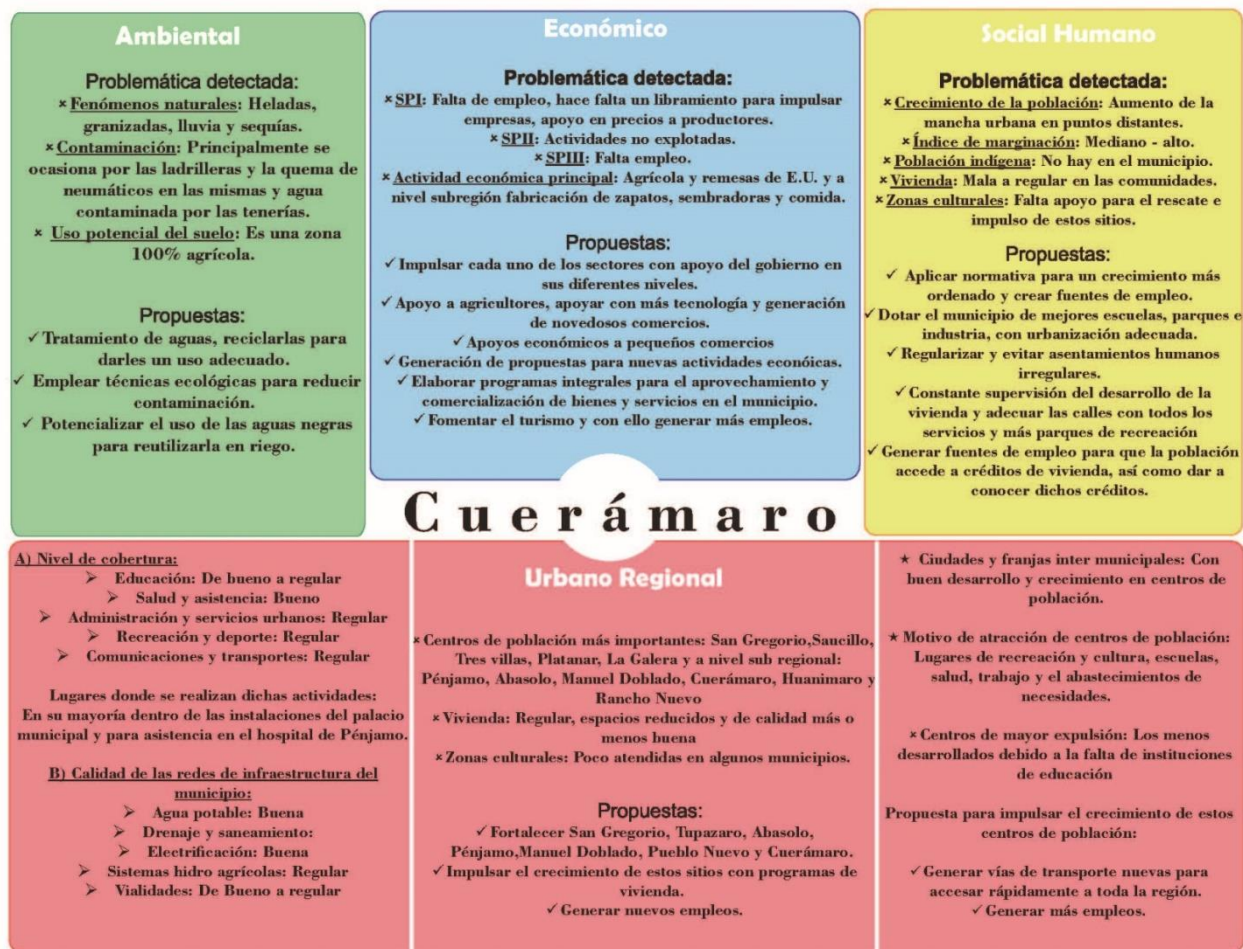 Ambiental
Problemática detectada:
× Fenómenos naturales: Heladas,
granizadas, lluvia y sequías.
× Contaminación: Principalmente se
ocasiona por las ladrilleras y la quema de
neumáticos en las mismas y agua
contaminada por las tenerías.
× Uso potencial del suelo: Es una zona
100% agrícola.
Propuestas:
✓ Tratamiento de aguas, reciclarlas para
darles un uso adecuado.
✓ Emplear técnicas ecológicas para reducir
contaminación.
✓ Potencializar el uso de las aguas negras
para reutilizarla en riego.
Económico
Problemática detectada:
× SPI: Falta de empleo, hace falta un libramiento para impulsar
empresas, apoyo en precios a productores.
× SPII: Actividades no explotadas.
× SPIII: Falta empleo.
× Actividad económica principal: Agrícola y remesas de E.U. y a
nivel subregión fabricación de zapatos, sembradoras y comida.
Propuestas:
✓ Impulsar cada uno de los sectores con apoyo del gobierno en
sus diferentes niveles.
✓ Apoyo a agricultores, apoyar con más tecnología y generación
de novedosos comercios.
✓ Apoyos económicos a pequeños comercios
✓ Generación de propuestas para nuevas actividades econóicas.
✓ Elaborar programas integrales para el aprovechamiento y
comercialización de bienes y servicios en el municipio.
✓ Fomentar el turismo y con ello generar más empleos.
Social Humano
Problemática detectada:
× Crecimiento de la población: Aumento de la
mancha urbana en puntos distantes.
× Índice de marginación: Mediano - alto.
× Población indígena: No hay en el municipio.
× Vivienda: Mala a regular en las comunidades.
× Zonas culturales: Falta apoyo para el rescate e
impulso de estos sitios.
Propuestas:
✓ Aplicar normativa para un crecimiento más
ordenado y crear fuentes de empleo.
✓ Dotar el municipio de mejores escuelas, parques e
industria, con urbanización adecuada.
✓ Regularizar y evitar asentamientos humanos
irregulares.
✓ Constante supervisión del desarrollo de la
vivienda y adecuar las calles con todos los
servicios y más parques de recreación
✓ Generar fuentes de empleo para que la población
accede a créditos de vivienda, así como dar a
conocer dichos créditos.
Cuerámaro
A) Nivel de cobertura:
➢ Educación: De bueno a regular
➢ Salud y asistencia: Bueno
➢ Administración y servicios urbanos: Regular
➢ Recreación y deporte: Regular
➢ Comunicaciones y transportes: Regular
Lugares donde se realizan dichas actividades:
En su mayoría dentro de las instalaciones del palacio
municipal y para asistencia en el hospital de Pénjamo.
B) Calidad de las redes de infraestructura del
municipio:
➢ Agua potable: Buena
➢ Drenaje y saneamiento:
➢ Electrificación: Buena
➢ Sistemas hidro agrícolas: Regular
➢ Vialidades: De Bueno a regular
Urbano Regional
× Centros de población más importantes: San Gregorio,Saucillo,
Tres villas, Platanar, La Galera y a nivel sub regional:
Pénjamo, Abasolo, Manuel Doblado, Cuerámaro, Huanimaro y
Rancho Nuevo
× Vivienda: Regular, espacios reducidos y de calidad más o
menos buena
× Zonas culturales: Poco atendidas en algunos municipios.
Propuestas:
✓ Fortalecer San Gregorio, Tupazaro, Abasolo,
Pénjamo,Manuel Doblado, Pueblo Nuevo y Cuerámaro.
✓ Impulsar el crecimiento de estos sitios con programas de
vivienda.
✓ Generar nuevos empleos.
★ Ciudades y franjas inter municipales: Con
buen desarrollo y crecimiento en centros de
población.
★ Motivo de atracción de centros de población:
Lugares de recreación y cultura, escuelas,
salud, trabajo y el abastecimientos de
necesidades.
× Centros de mayor expulsión: Los menos
desarrollados debido a la falta de instituciones
de educación
Propuesta para impulsar el crecimiento de estos
centros de población:
✓ Generar vías de transporte nuevas para
accesar rápidamente a toda la región.
✓ Generar más empleos.